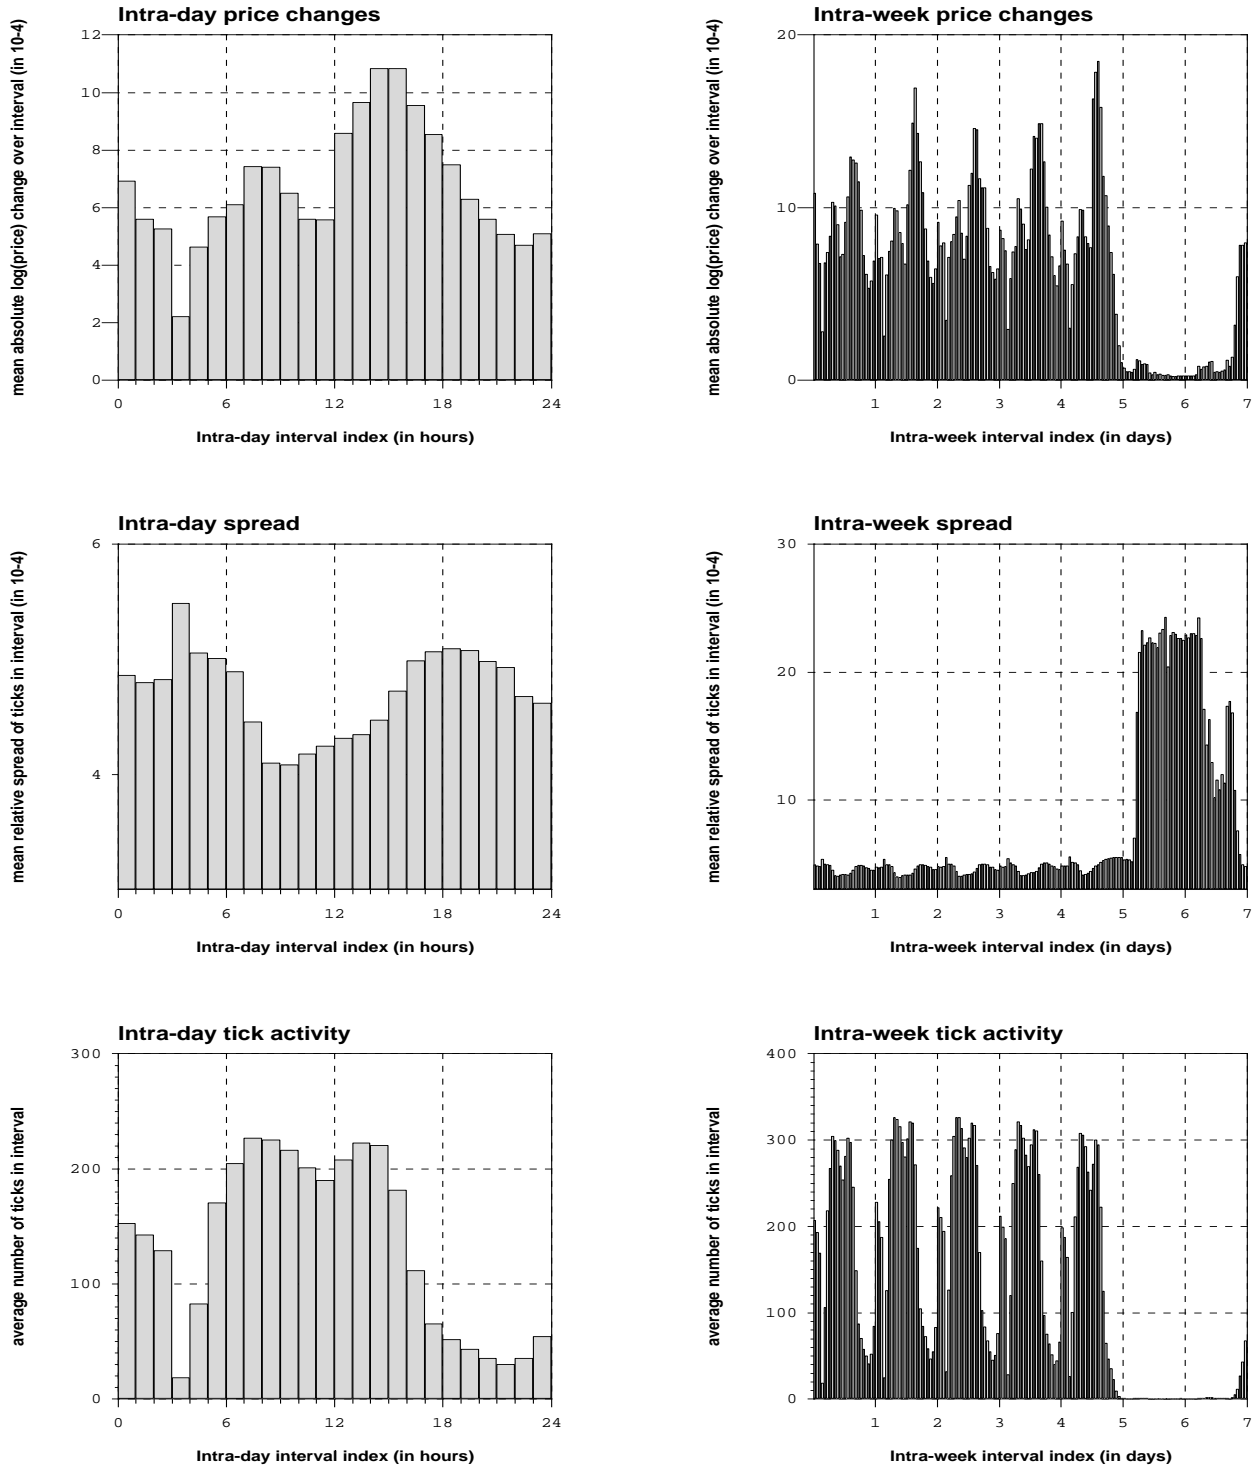 Intra-day price changes
mean absolute log(price) change over interval (in 10-4)
12
10
8
6
4
2
0
0 6 12 18 24
Intra-day interval index (in hours)
Intra-week price changes
mean absolute log(price) change over interval (in 10-4)
20
10
0
1 2 3 4 5 6 7
Intra-week interval index (in days)
Intra-day spread
mean relative spread of ticks in interval (in 10-4)
6
4
0 6 12 18 24
Intra-day interval index (in hours)
Intra-week spread
mean relative spread of ticks in interval (in 10-4)
30
20
10
1 2 3 4 5 6 7
Intra-week interval index (in days)
Intra-day tick activity
average number of ticks in interval
300
200
100
0
0 6 12 18 24
Intra-day interval index (in hours)
Intra-week tick activity
average number of ticks in interval
400
300
200
100
0
1 2 3 4 5 6 7
Intra-week interval index (in days)